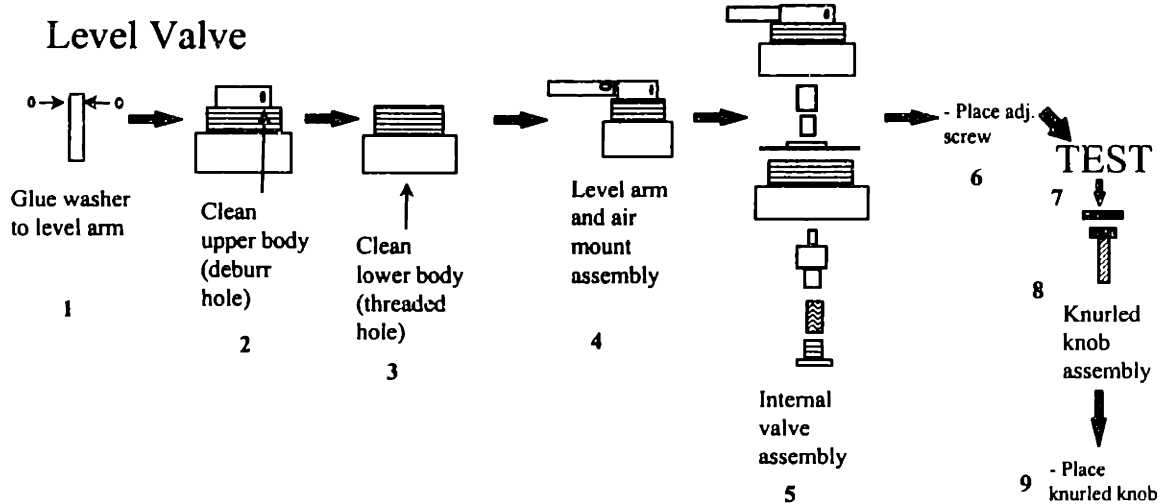 Level Valve
Glue washer
to level arm
1
Clean
upper body
(deburr
hole)
2
Clean
lower body
(threaded
hole)
3
Level arm
and air
mount
assembly
4
Internal
valve
assembly
5
- Place adj.
screw
6
TEST
7
8
Knurled
knob
assembly
9
- Place
knurled knob